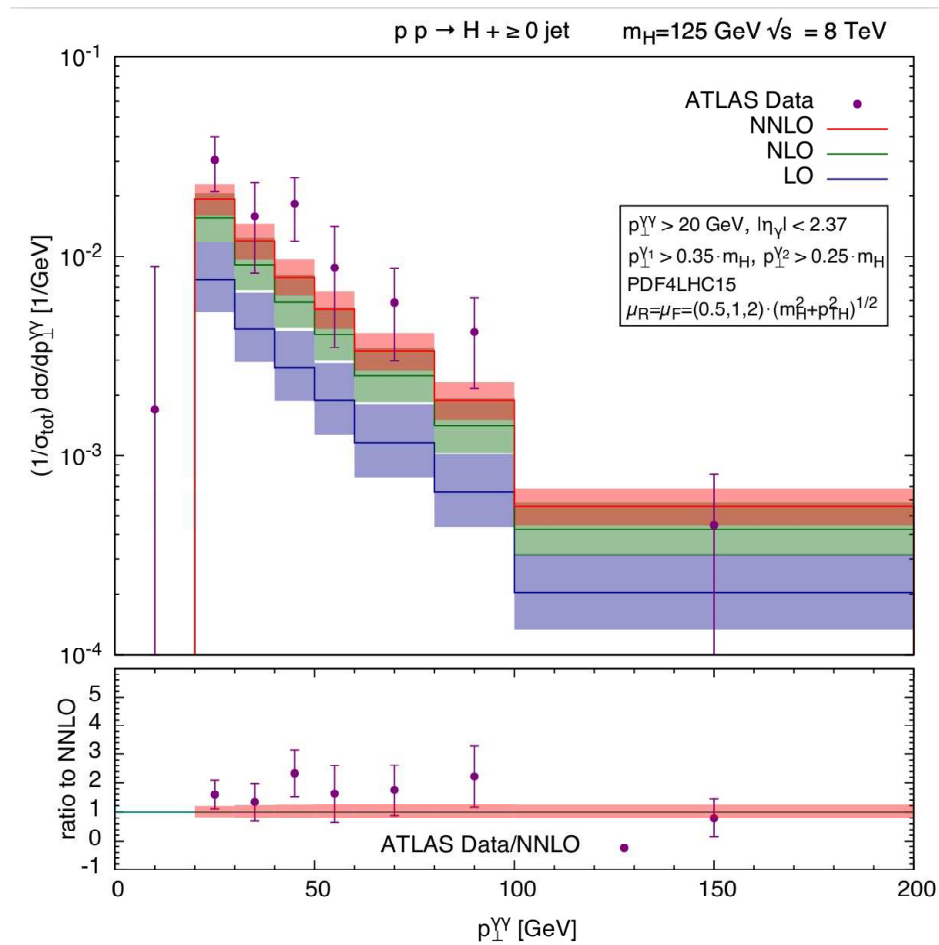 p p → H + ≥ 0 jet m_H=125 GeV √s = 8 TeV
10⁻¹
10⁻²
10⁻³
10⁻⁴
(1/σ_tot) dσ/dp_⊥^γγ [1/GeV]
ATLAS Data
NNLO
NLO
LO
p_⊥^γγ > 20 GeV, |η_γ| < 2.37
p_⊥^γ1 > 0.35 · m_H, p_⊥^γ2 > 0.25 · m_H
PDF4LHC15
μ_R=μ_F=(0.5,1,2) · (m_H^2+p_TH^2)^1/2
5
4
3
2
1
0
-1
ratio to NNLO
ATLAS Data/NNLO
0 50 100 150 200
p_⊥^γγ [GeV]